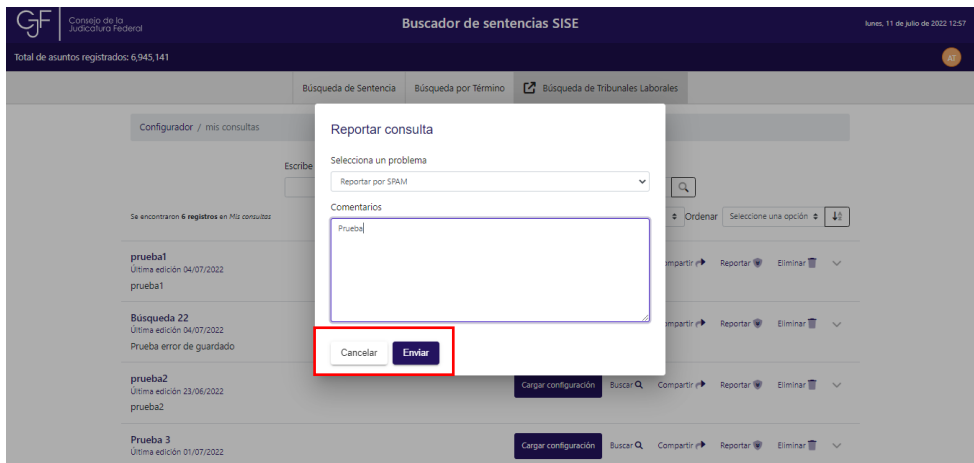 CJF
Consejo de la
Judicatura Federal
Buscador de sentencias SISE
lunes, 11 de julio de 2022 12:57
Total de asuntos registrados: 6,945,141
AT
Búsqueda de Sentencia
Búsqueda por Término
Búsqueda de Tribunales Laborales
Configurador / mis consultas
Escribe
Se encontraron 6 registros en Mis consultas
Ordenar
Seleccione una opción
Reportar consulta
Selecciona un problema
Reportar por SPAM
Comentarios
Prueba
Cancelar
Enviar
prueba1
Última edición 04/07/2022
prueba1
ompartir Reportar Eliminar
Búsqueda 22
Última edición 04/07/2022
Prueba error de guardado
ompartir Reportar Eliminar
prueba2
Última edición 23/06/2022
prueba2
Cargar configuración Buscar Compartir Reportar Eliminar
Prueba 3
Última edición 01/07/2022
Cargar configuración Buscar Compartir Reportar Eliminar